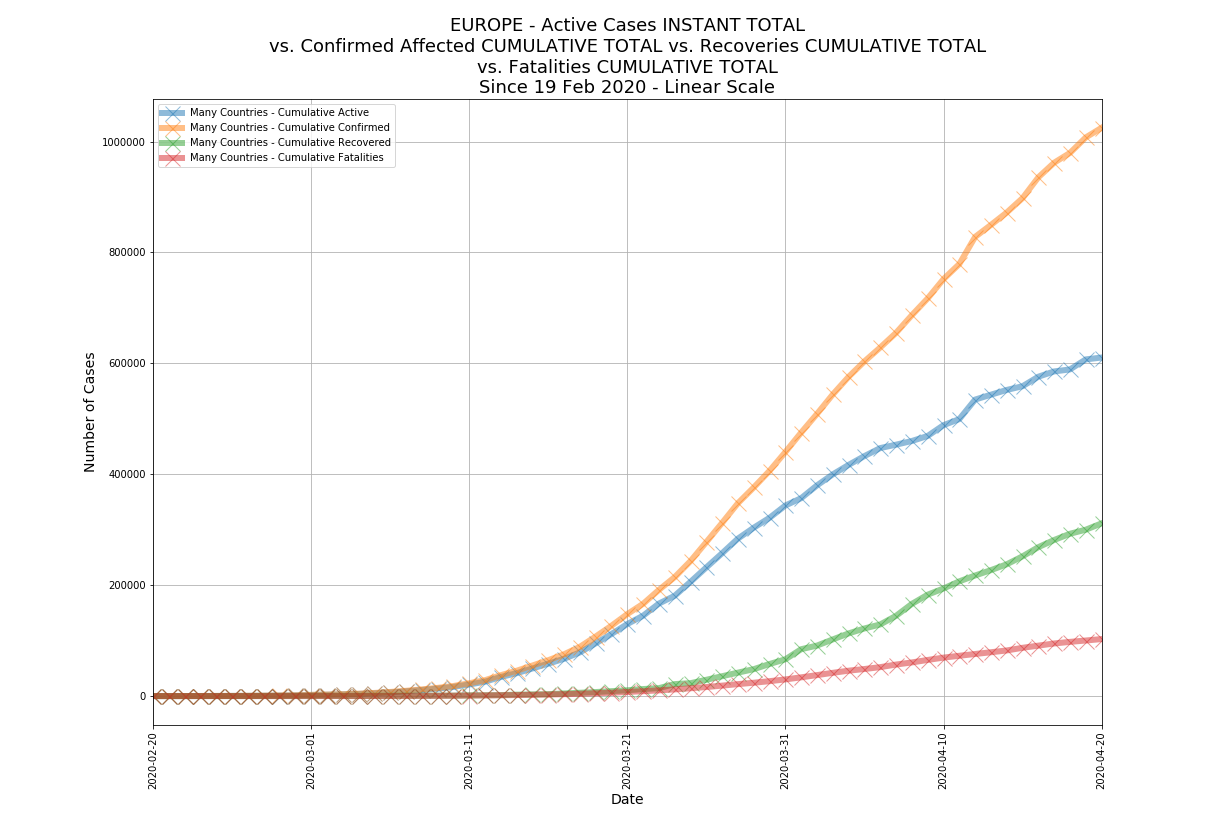 EUROPE - Active Cases INSTANT TOTAL
vs. Confirmed Affected CUMULATIVE TOTAL vs. Recoveries CUMULATIVE TOTAL
vs. Fatalities CUMULATIVE TOTAL
Since 19 Feb 2020 - Linear Scale
Many Countries - Cumulative Active
Many Countries - Cumulative Confirmed
Many Countries - Cumulative Recovered
Many Countries - Cumulative Fatalities
Number of Cases
1000000
800000
600000
400000
200000
0
2020-02-20
2020-03-01
2020-03-11
2020-03-21
2020-03-31
2020-04-10
2020-04-20
Date